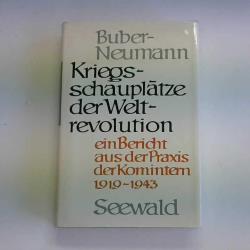 Buber-
Neumann
Kriegs-
schauplätze
der Welt-
revolution
ein Bericht
aus der Praxis
der Komintern
1919-1943
Seewald